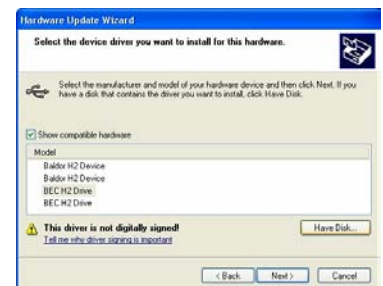 Hardware Update Wizard
Select the device driver you want to install for this hardware.
Select the manufacturer and model of your hardware device and then click Next. If you
have a disk that contains the driver you want to install, click Have Disk.
Show compatible hardware
Model
Baldor H2 Device
Baldor H2 Device
BEC H2 Drive
BEC H2 Drive
This driver is not digitally signed!
Have Disk...
Tell me why driver signing is important
< Back
Next >
Cancel